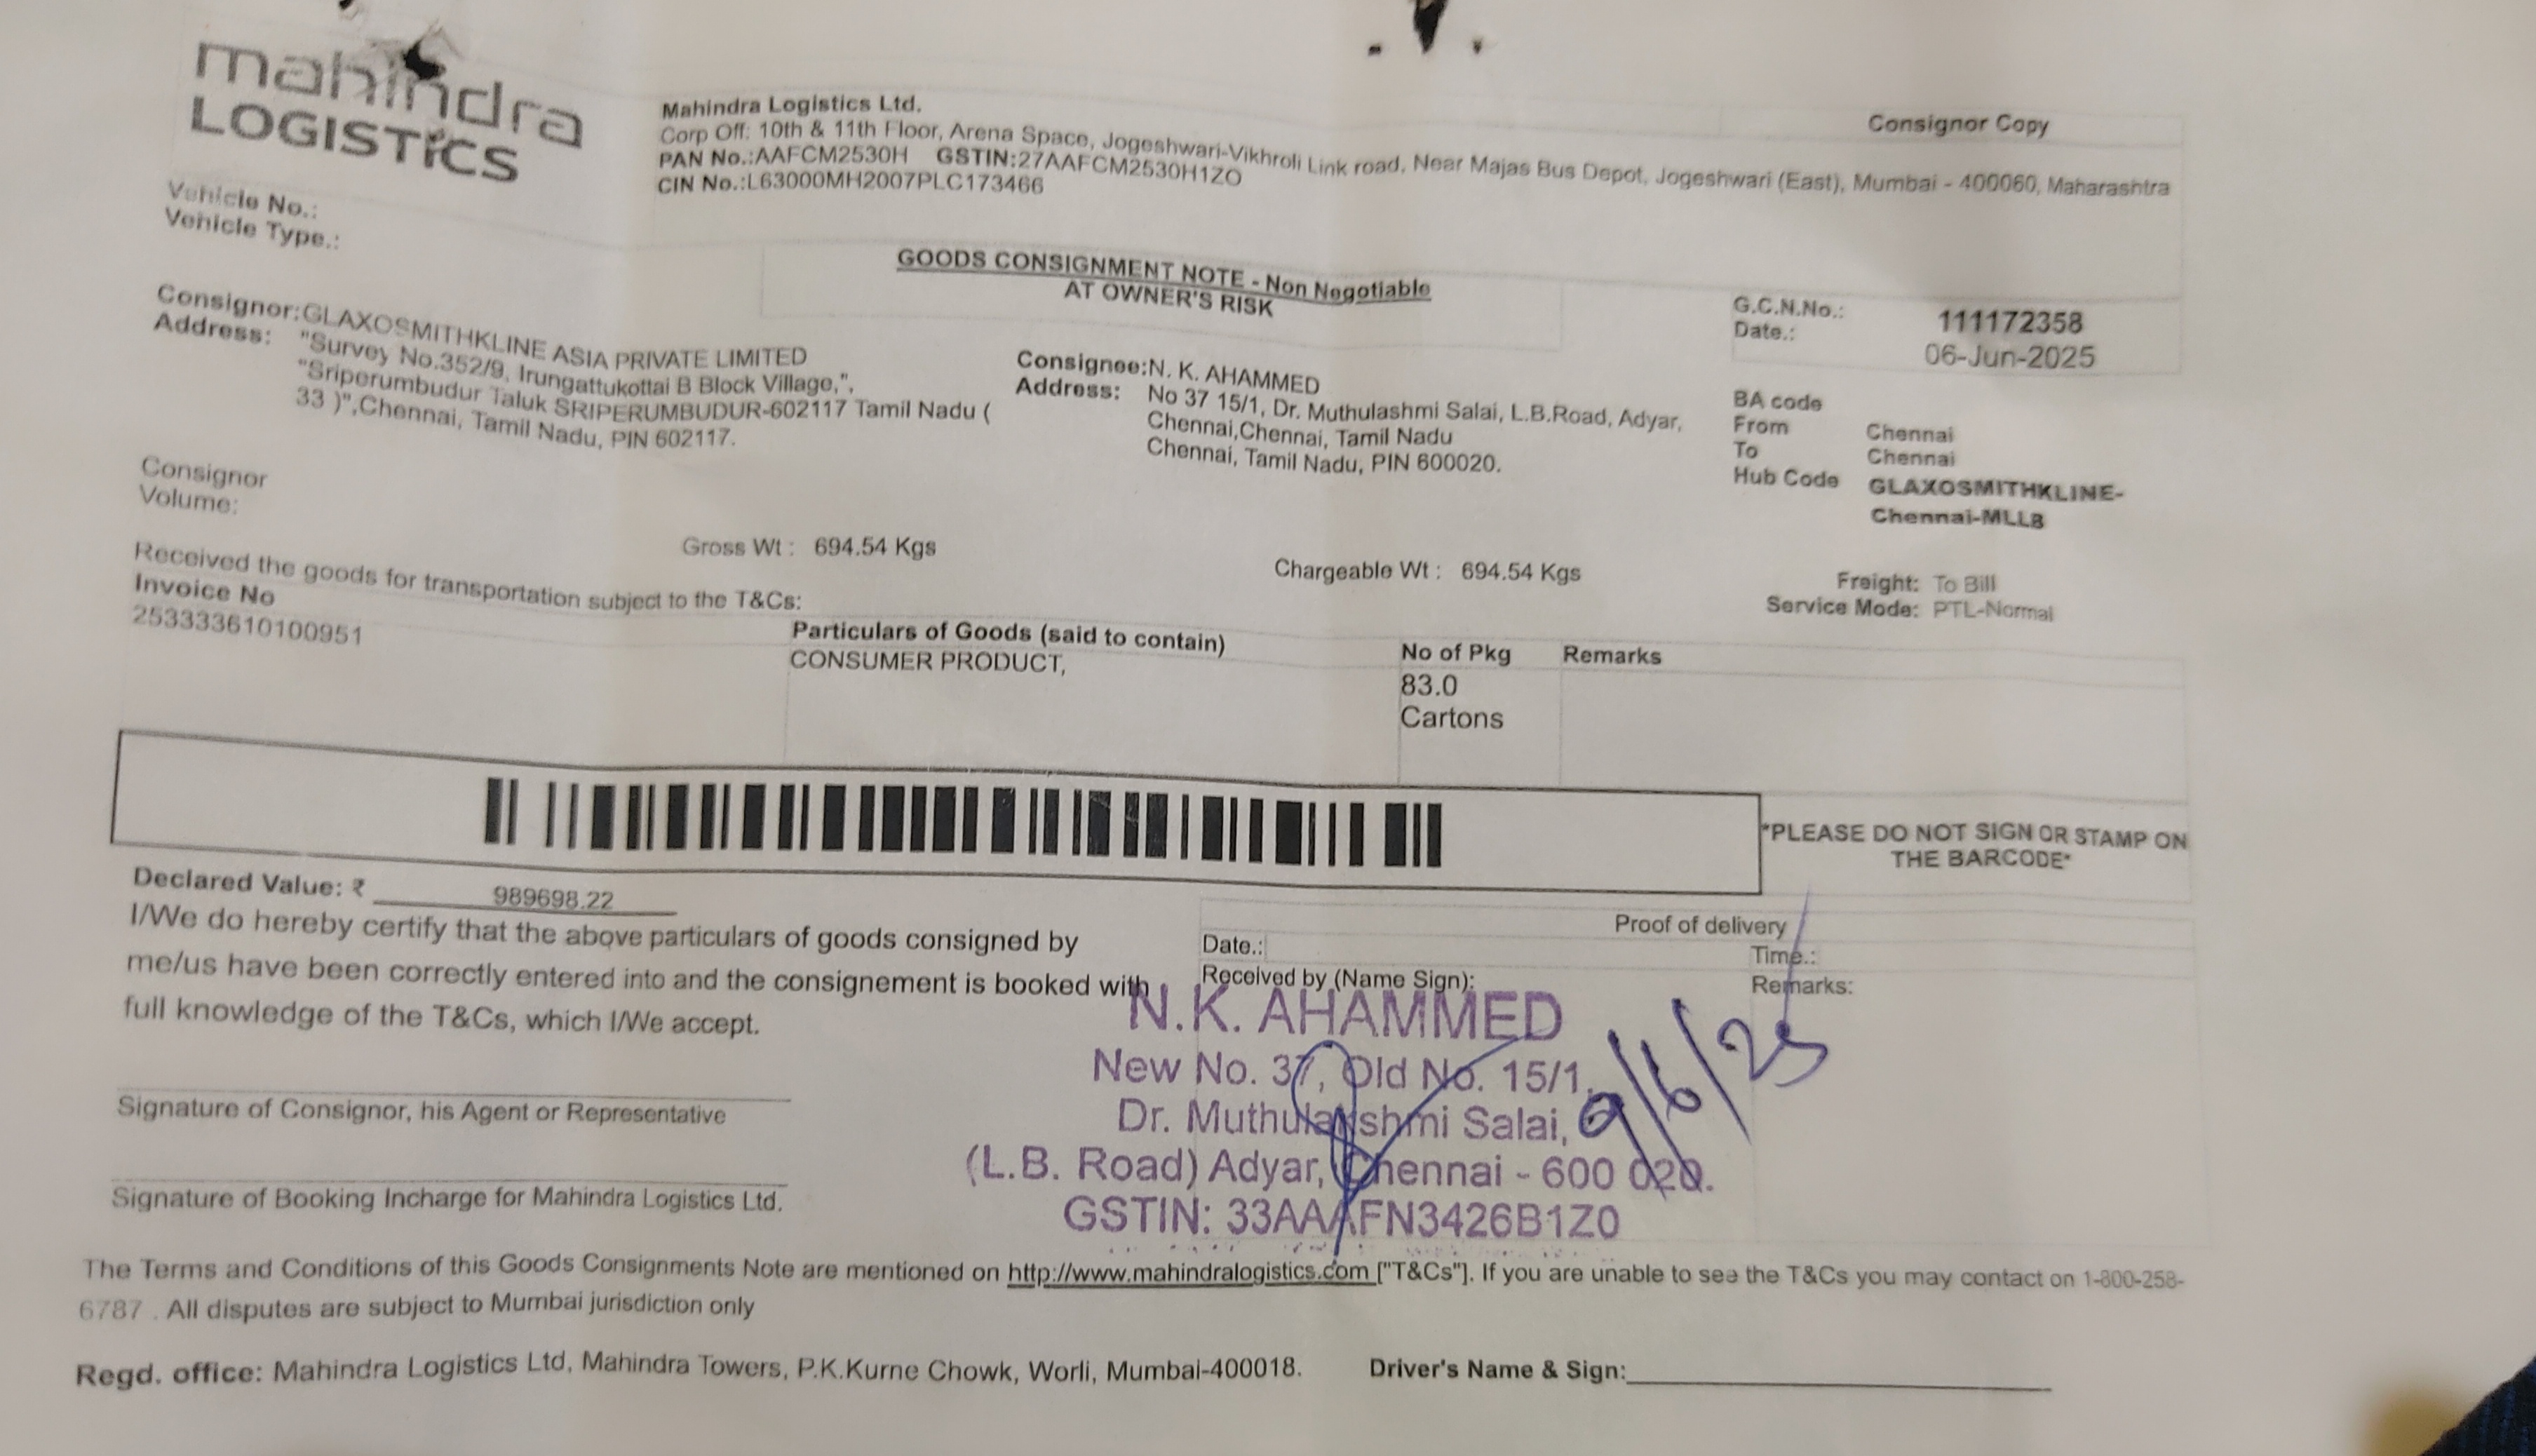 mahindra
LOGISTICS
Mahindra Logistics Ltd.
Consignor Copy
Corp Off: 10th & 11th Floor, Arena Space, Jogeshwari-Vikhroli Link road, Near Majas Bus Depot, Jogeshwari (East), Mumbai - 400060, Maharashtra
PAN No.:AAFCM2530H GSTIN:27AAFCM2530H1ZO
CIN No.:L63000MH2007PLC173466
Vehicle No.:
Vehicle Type.:
GOODS CONSIGNMENT NOTE - Non Negotiable
AT OWNER'S RISK
G.C.N.No.: 111172358
Date.: 06-Jun-2025
Consignor:GLAXOSMITHKLINE ASIA PRIVATE LIMITED
Address: "Survey No.352/9, Irungattukottai B Block Village,",
"Sriperumbudur Taluk SRIPERUMBUDUR-602117 Tamil Nadu (
33 )",Chennai, Tamil Nadu, PIN 602117.
Consignee:N. K. AHAMMED
Address: No 37 15/1, Dr. Muthulashmi Salai, L.B.Road, Adyar,
Chennai,Chennai, Tamil Nadu
Chennai, Tamil Nadu, PIN 600020.
BA code
From Chennai
To Chennai
Hub Code GLAXOSMITHKLINE-
Chennai-MLLB
Consignor
Volume:
Gross Wt : 694.54 Kgs
Chargeable Wt : 694.54 Kgs
Freight: To Bill
Service Mode: PTL-Normal
Received the goods for transportation subject to the T&Cs:
Invoice No
253333610100951
Particulars of Goods (said to contain)
CONSUMER PRODUCT,
No of Pkg
83.0
Cartons
Remarks
*PLEASE DO NOT SIGN OR STAMP ON
THE BARCODE*
Declared Value: ₹ 989698.22
I/We do hereby certify that the above particulars of goods consigned by
me/us have been correctly entered into and the consignement is booked with
full knowledge of the T&Cs, which I/We accept.
Proof of delivery
Date.:
Time.:
Received by (Name Sign):
Remarks:
N.K. AHAMMED
New No. 37, Old No. 15/1,
Dr. Muthulakshmi Salai,
(L.B. Road) Adyar, Chennai - 600 020.
GSTIN: 33AAAFN3426B1Z0
9/6/25
Signature of Consignor, his Agent or Representative
Signature of Booking Incharge for Mahindra Logistics Ltd.
The Terms and Conditions of this Goods Consignments Note are mentioned on http://www.mahindralogistics.com ["T&Cs"]. If you are unable to see the T&Cs you may contact on 1-800-258-
6787 . All disputes are subject to Mumbai jurisdiction only
Regd. office: Mahindra Logistics Ltd, Mahindra Towers, P.K.Kurne Chowk, Worli, Mumbai-400018.
Driver's Name & Sign: